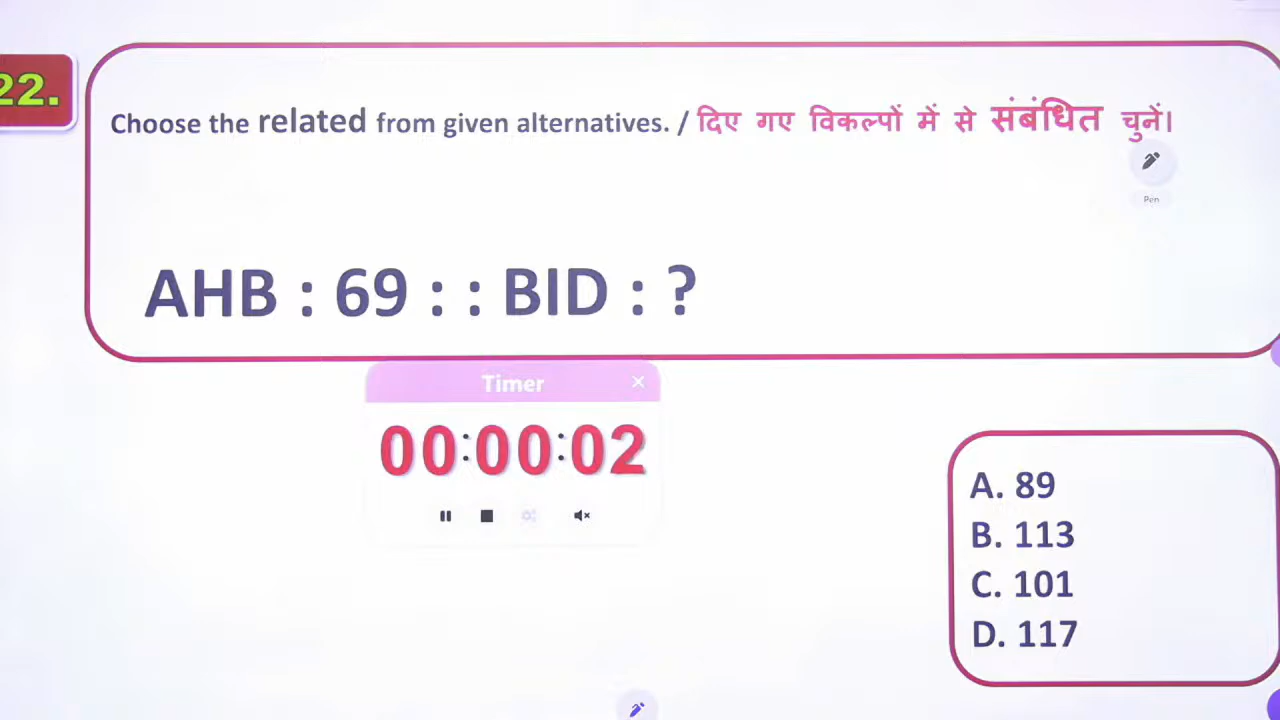 22.
Choose the related from given alternatives. / दिए गए विकल्पों में से संबंधित चुनें।
Pen
AHB : 69 : : BID : ?
Timer
00:00:02
A. 89
B. 113
C. 101
D. 117